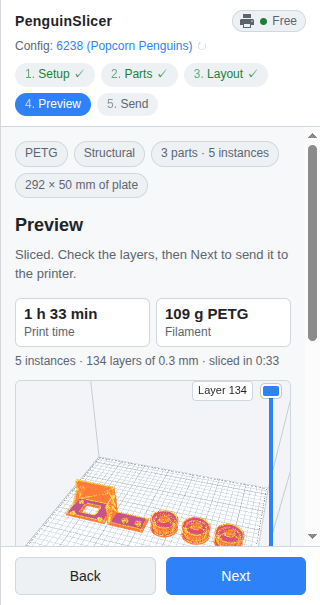 PenguinSlicer
Free
Config: 6238 (Popcorn Penguins)
1. Setup ✓
2. Parts ✓
3. Layout ✓
4. Preview
5. Send
PETG
Structural
3 parts · 5 instances
292 × 50 mm of plate
Preview
Sliced. Check the layers, then Next to send it to
the printer.
1 h 33 min
Print time
109 g PETG
Filament
5 instances · 134 layers of 0.3 mm · sliced in 0:33
Layer 134
Back
Next